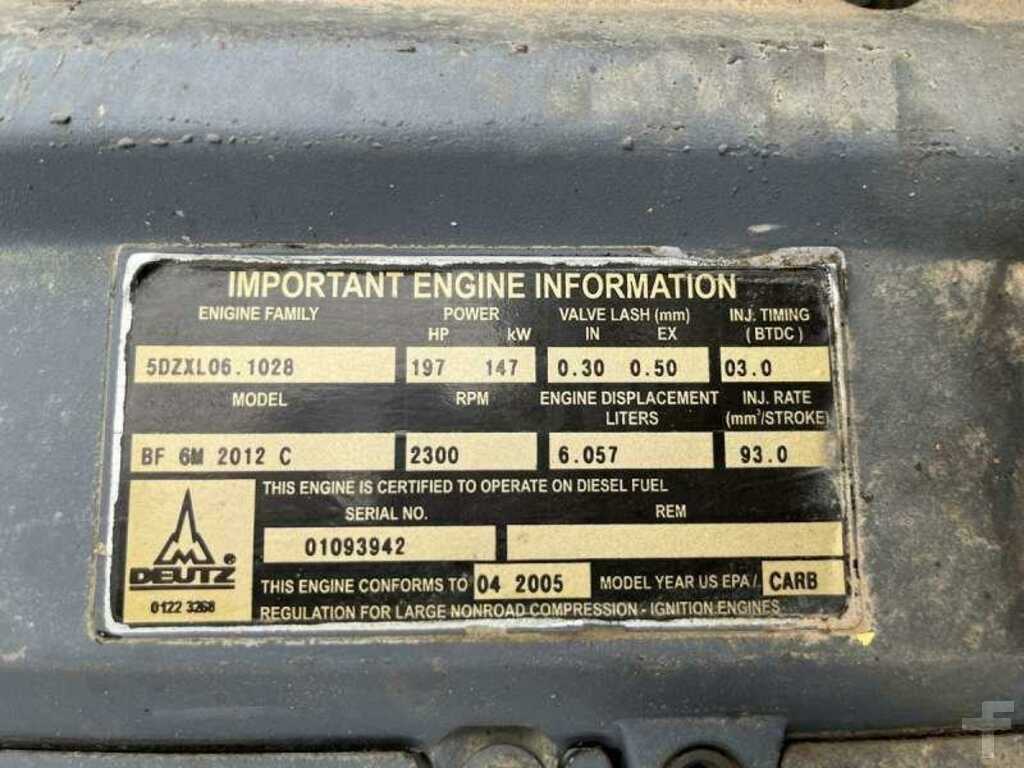 IMPORTANT ENGINE INFORMATION
ENIGINE FAMILY POWER VALVE LASH (mm) INJ. TIMING
HP kW IN EX (BTDC)
5DZXL06.1028 197 147 0.30 0.50 03.0
MODEL RPM ENGINE DISPLACEMENT INJ. RATE
LITERS (mm³/STROKE)
BF 6M 2012 C 2300 6.057 93.0
THIS ENGINE IS CERTIFIED TO OPERATE ON DIESEL FUEL
SERIAL NO. REM
01093942
DEUTZ ®
THIS ENGINE CONFORMS TO 04 2005 MODEL YEAR US EPA/. CARB
0122 3268
REGULATION FOR LARGE NONROAD COMPRESSION - IGNITION ENGINES